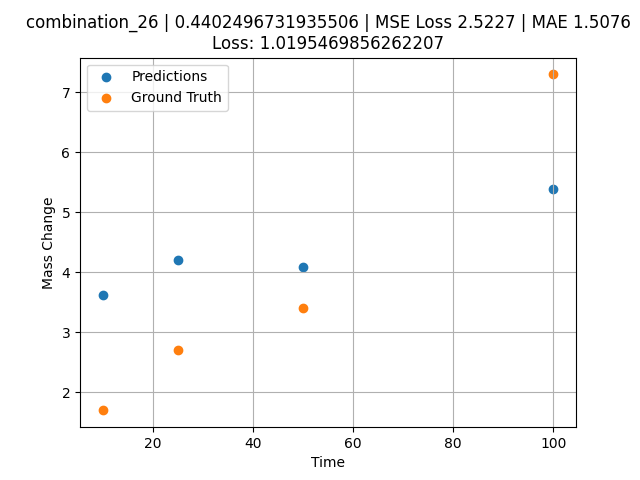 combination_26 | 0.4402496731935506 | MSE Loss 2.5227 | MAE 1.5076
Loss: 1.0195469856262207
Predictions
Ground Truth
Mass Change
7
6
5
4
3
2
20
40
60
80
100
Time